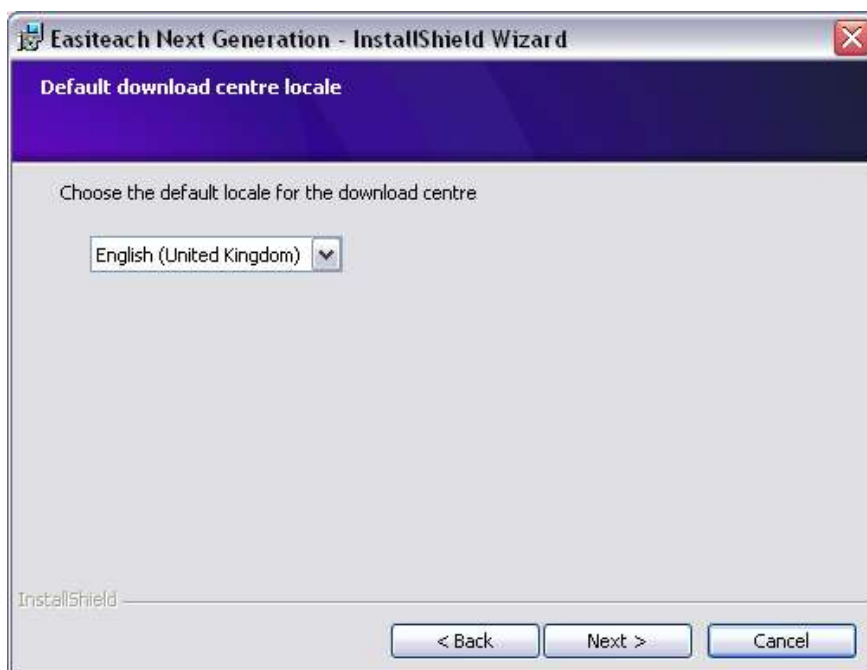 Easiteach Next Generation - InstallShield Wizard
Default download centre locale
Choose the default locale for the download centre
English (United Kingdom)
InstallShield
< Back
Next >
Cancel